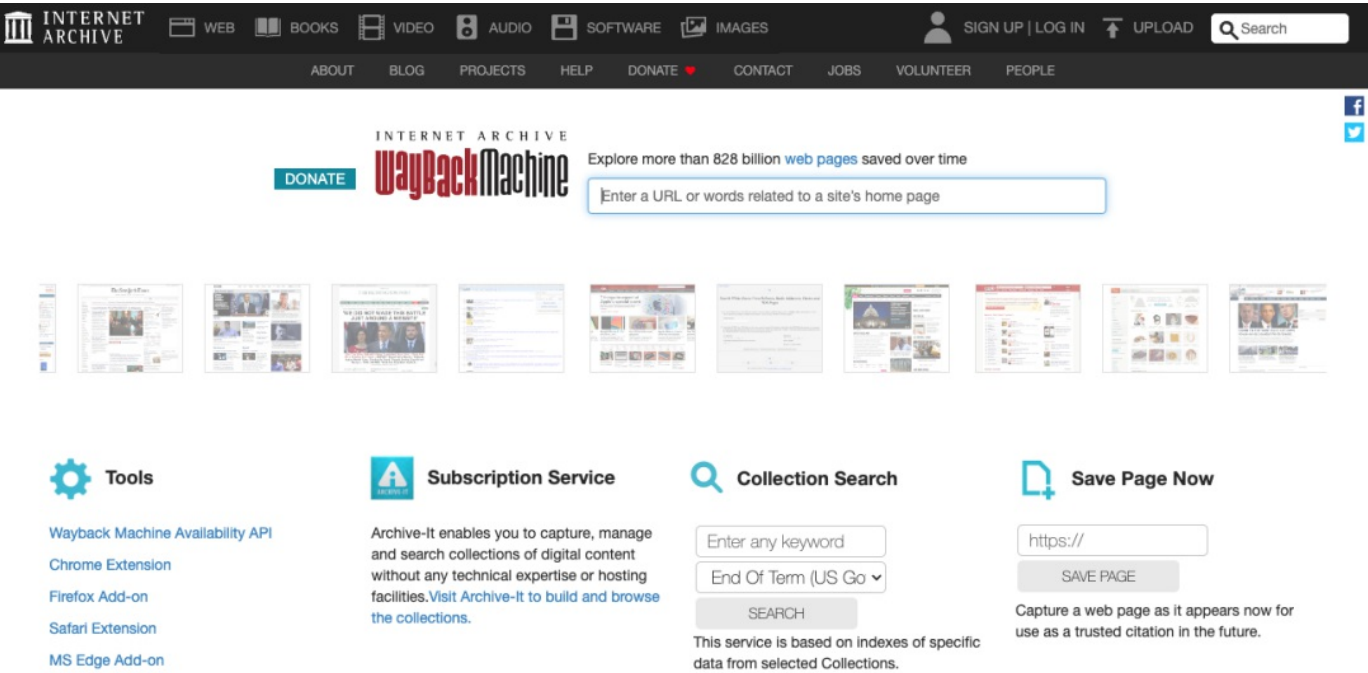 INTERNET ARCHIVE
WEB
BOOKS
VIDEO
AUDIO
SOFTWARE
IMAGES
SIGN UP | LOG IN
UPLOAD
Search
ABOUT
BLOG
PROJECTS
HELP
DONATE
CONTACT
JOBS
VOLUNTEER
PEOPLE
DONATE
INTERNET ARCHIVE
WayBackMachine
Explore more than 828 billion web pages saved over time
Enter a URL or words related to a site's home page
The New York Times
Tools
Wayback Machine Availability API
Chrome Extension
Firefox Add-on
Safari Extension
MS Edge Add-on
ARCHIVE-IT
Subscription Service
Archive-It enables you to capture, manage
and search collections of digital content
without any technical expertise or hosting
facilities.Visit Archive-It to build and browse
the collections.
Collection Search
Enter any keyword
End Of Term (US Go
SEARCH
This service is based on indexes of specific
data from selected Collections.
Save Page Now
https://
SAVE PAGE
Capture a web page as it appears now for
use as a trusted citation in the future.